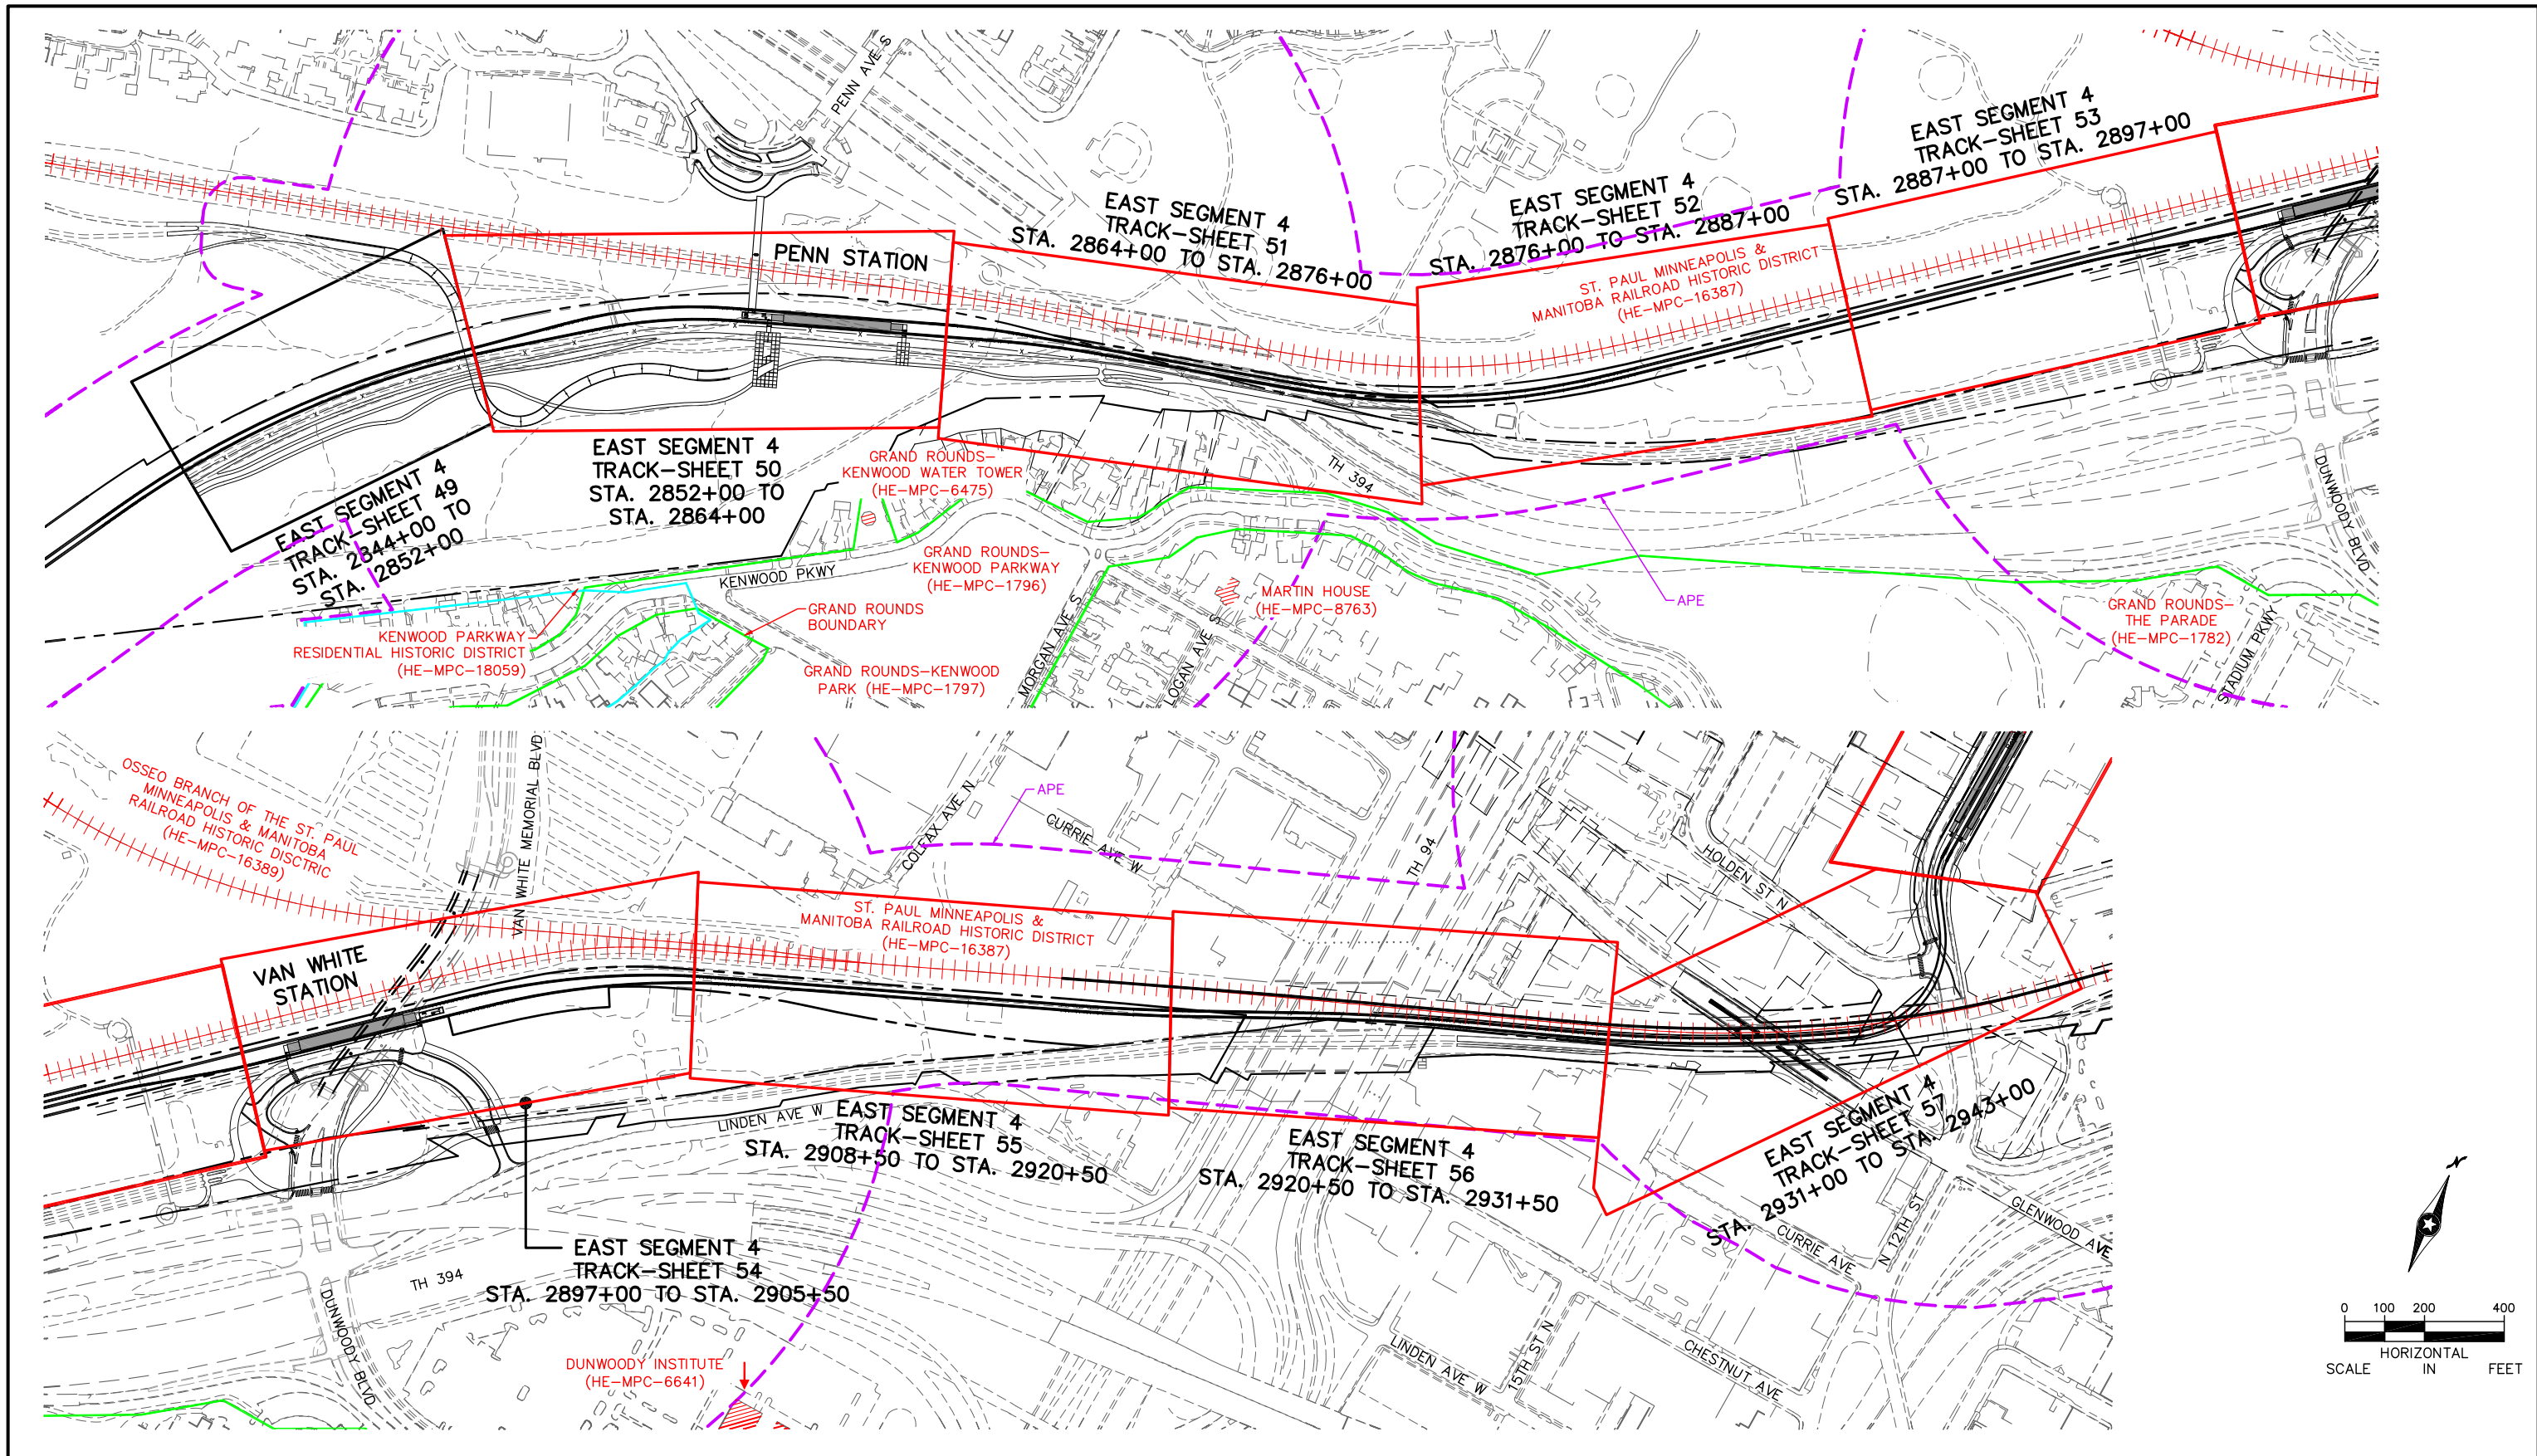 PENN AVE S
EAST SEGMENT 4
TRACK-SHEET 53
STA. 2887+00 TO STA. 2897+00
EAST SEGMENT 4
TRACK-SHEET 52
STA. 2876+00 TO STA. 2887+00
EAST SEGMENT 4
TRACK-SHEET 51
STA. 2864+00 TO STA. 2876+00
PENN STATION
ST. PAUL MINNEAPOLIS &
MANITOBA RAILROAD HISTORIC DISTRICT
(HE-MPC-16387)
EAST SEGMENT 4
TRACK-SHEET 50
STA. 2852+00 TO
STA. 2864+00
EAST SEGMENT 4
TRACK-SHEET 49
STA. 2844+00 TO
STA. 2852+00
GRAND ROUNDS-
KENWOOD WATER TOWER
(HE-MPC-6475)
TH 394
DUNWOODY BLVD
GRAND ROUNDS-
KENWOOD PARKWAY
(HE-MPC-1796)
KENWOOD PKWY
GRAND ROUNDS
BOUNDARY
MARTIN HOUSE
(HE-MPC-8763)
APE
GRAND ROUNDS-
THE PARADE
(HE-MPC-1782)
STADIUM PKWY
KENWOOD PARKWAY
RESIDENTIAL HISTORIC DISTRICT
(HE-MPC-18059)
GRAND ROUNDS-KENWOOD
PARK (HE-MPC-1797)
MORGAN AVE S
LOGAN AVE S
OSSEO BRANCH OF THE ST. PAUL
MINNEAPOLIS & MANITOBA
RAILROAD HISTORIC DISCTRIC
(HE-MPC-16389)
VAN WHITE MEMORIAL BLVD
COLFAX AVE N
APE
CURRIE AVE W
TH 94
HOLDEN ST N
ST. PAUL MINNEAPOLIS &
MANITOBA RAILROAD HISTORIC DISTRICT
(HE-MPC-16387)
VAN WHITE
STATION
LINDEN AVE W
EAST SEGMENT 4
TRACK-SHEET 55
STA. 2908+50 TO STA. 2920+50
EAST SEGMENT 4
TRACK-SHEET 56
STA. 2920+50 TO STA. 2931+50
EAST SEGMENT 4
TRACK-SHEET 57
STA. 2931+00 TO STA. 2943+00
EAST SEGMENT 4
TRACK-SHEET 54
STA. 2897+00 TO STA. 2905+50
TH 394
DUNWOODY BLVD
DUNWOODY INSTITUTE
(HE-MPC-6641)
CURRIE AVE
N 12TH ST
GLENWOOD AVE
LINDEN AVE W
15TH ST N
CHESTNUT AVE
N
0 100 200 400
HORIZONTAL
SCALE IN FEET